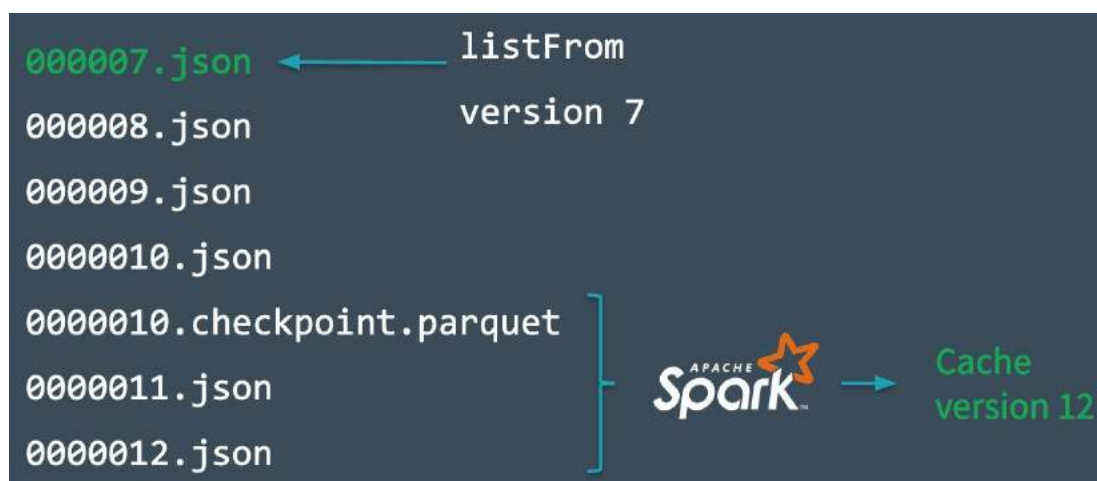 000007.json
listFrom
version 7
000008.json
000009.json
0000010.json
0000010.checkpoint.parquet
0000011.json
0000012.json
APACHE
Spark
Cache
version 12